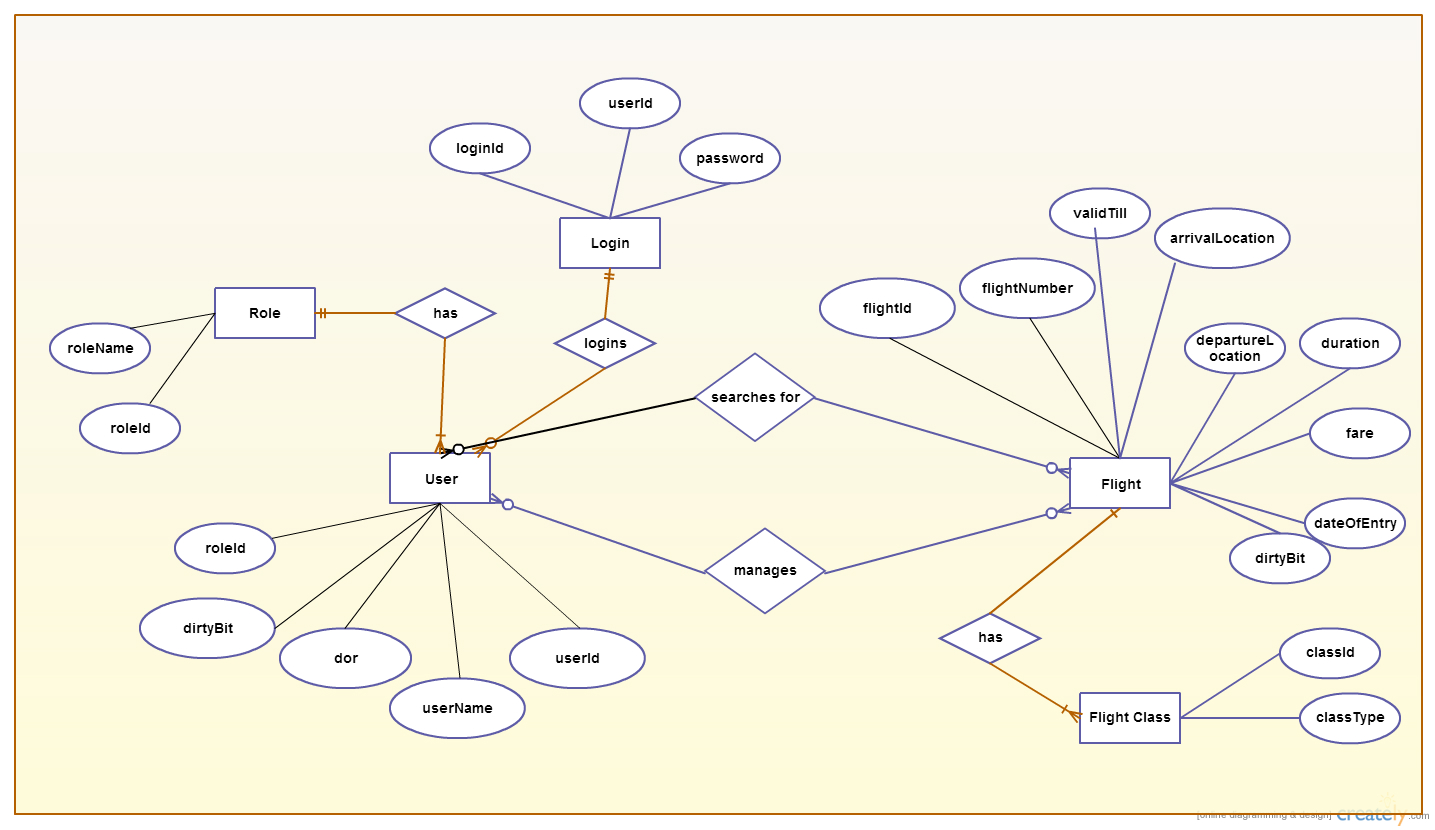 userId
loginId
password
Login
validTill
arrivalLocation
flightNumber
flightId
Role
has
roleName
logins
departureL
ocation
duration
searches for
roleId
fare
User
Flight
dateOfEntry
roleId
dirtyBit
manages
dirtyBit
dor
userId
userName
has
classId
Flight Class
classType
[online diagramming & design]
creately.com